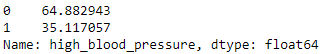 0    64.882943
1    35.117057
Name: high_blood_pressure, dtype: float64